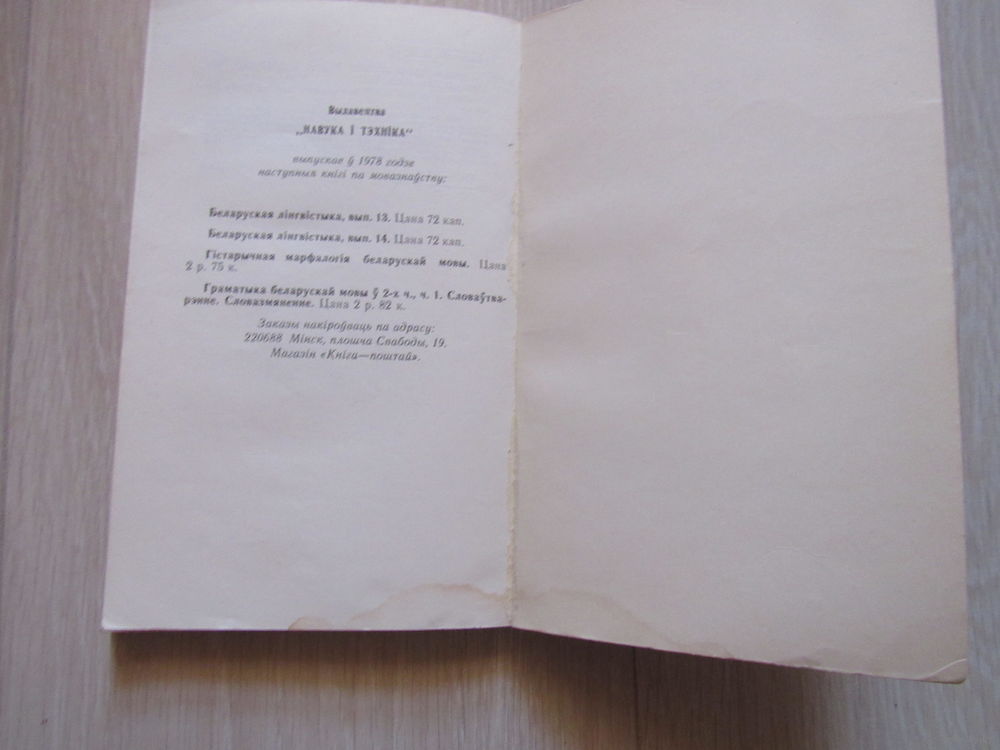 Выдавецтва
„НАВУКА І ТЭХНІКА“
выпускае ў 1978 годзе
наступныя кнігі па мовазнаўству:
Беларуская лінгвістыка, вып. 13. Цана 72 кап.
Беларуская лінгвістыка, вып. 14. Цана 72 кап.
Гістарычная марфалогія беларускай мовы. Цана
2 р. 75 к.
Граматыка беларускай мовы ў 2-х ч., ч. 1. Словаўтва-
рэнне. Словазмяненне. Цана 2 р. 82 к.
Заказы накіроўваць па адрасу:
220688 Мінск, плошча Свабоды, 19.
Магазін «Кніга—поштай».